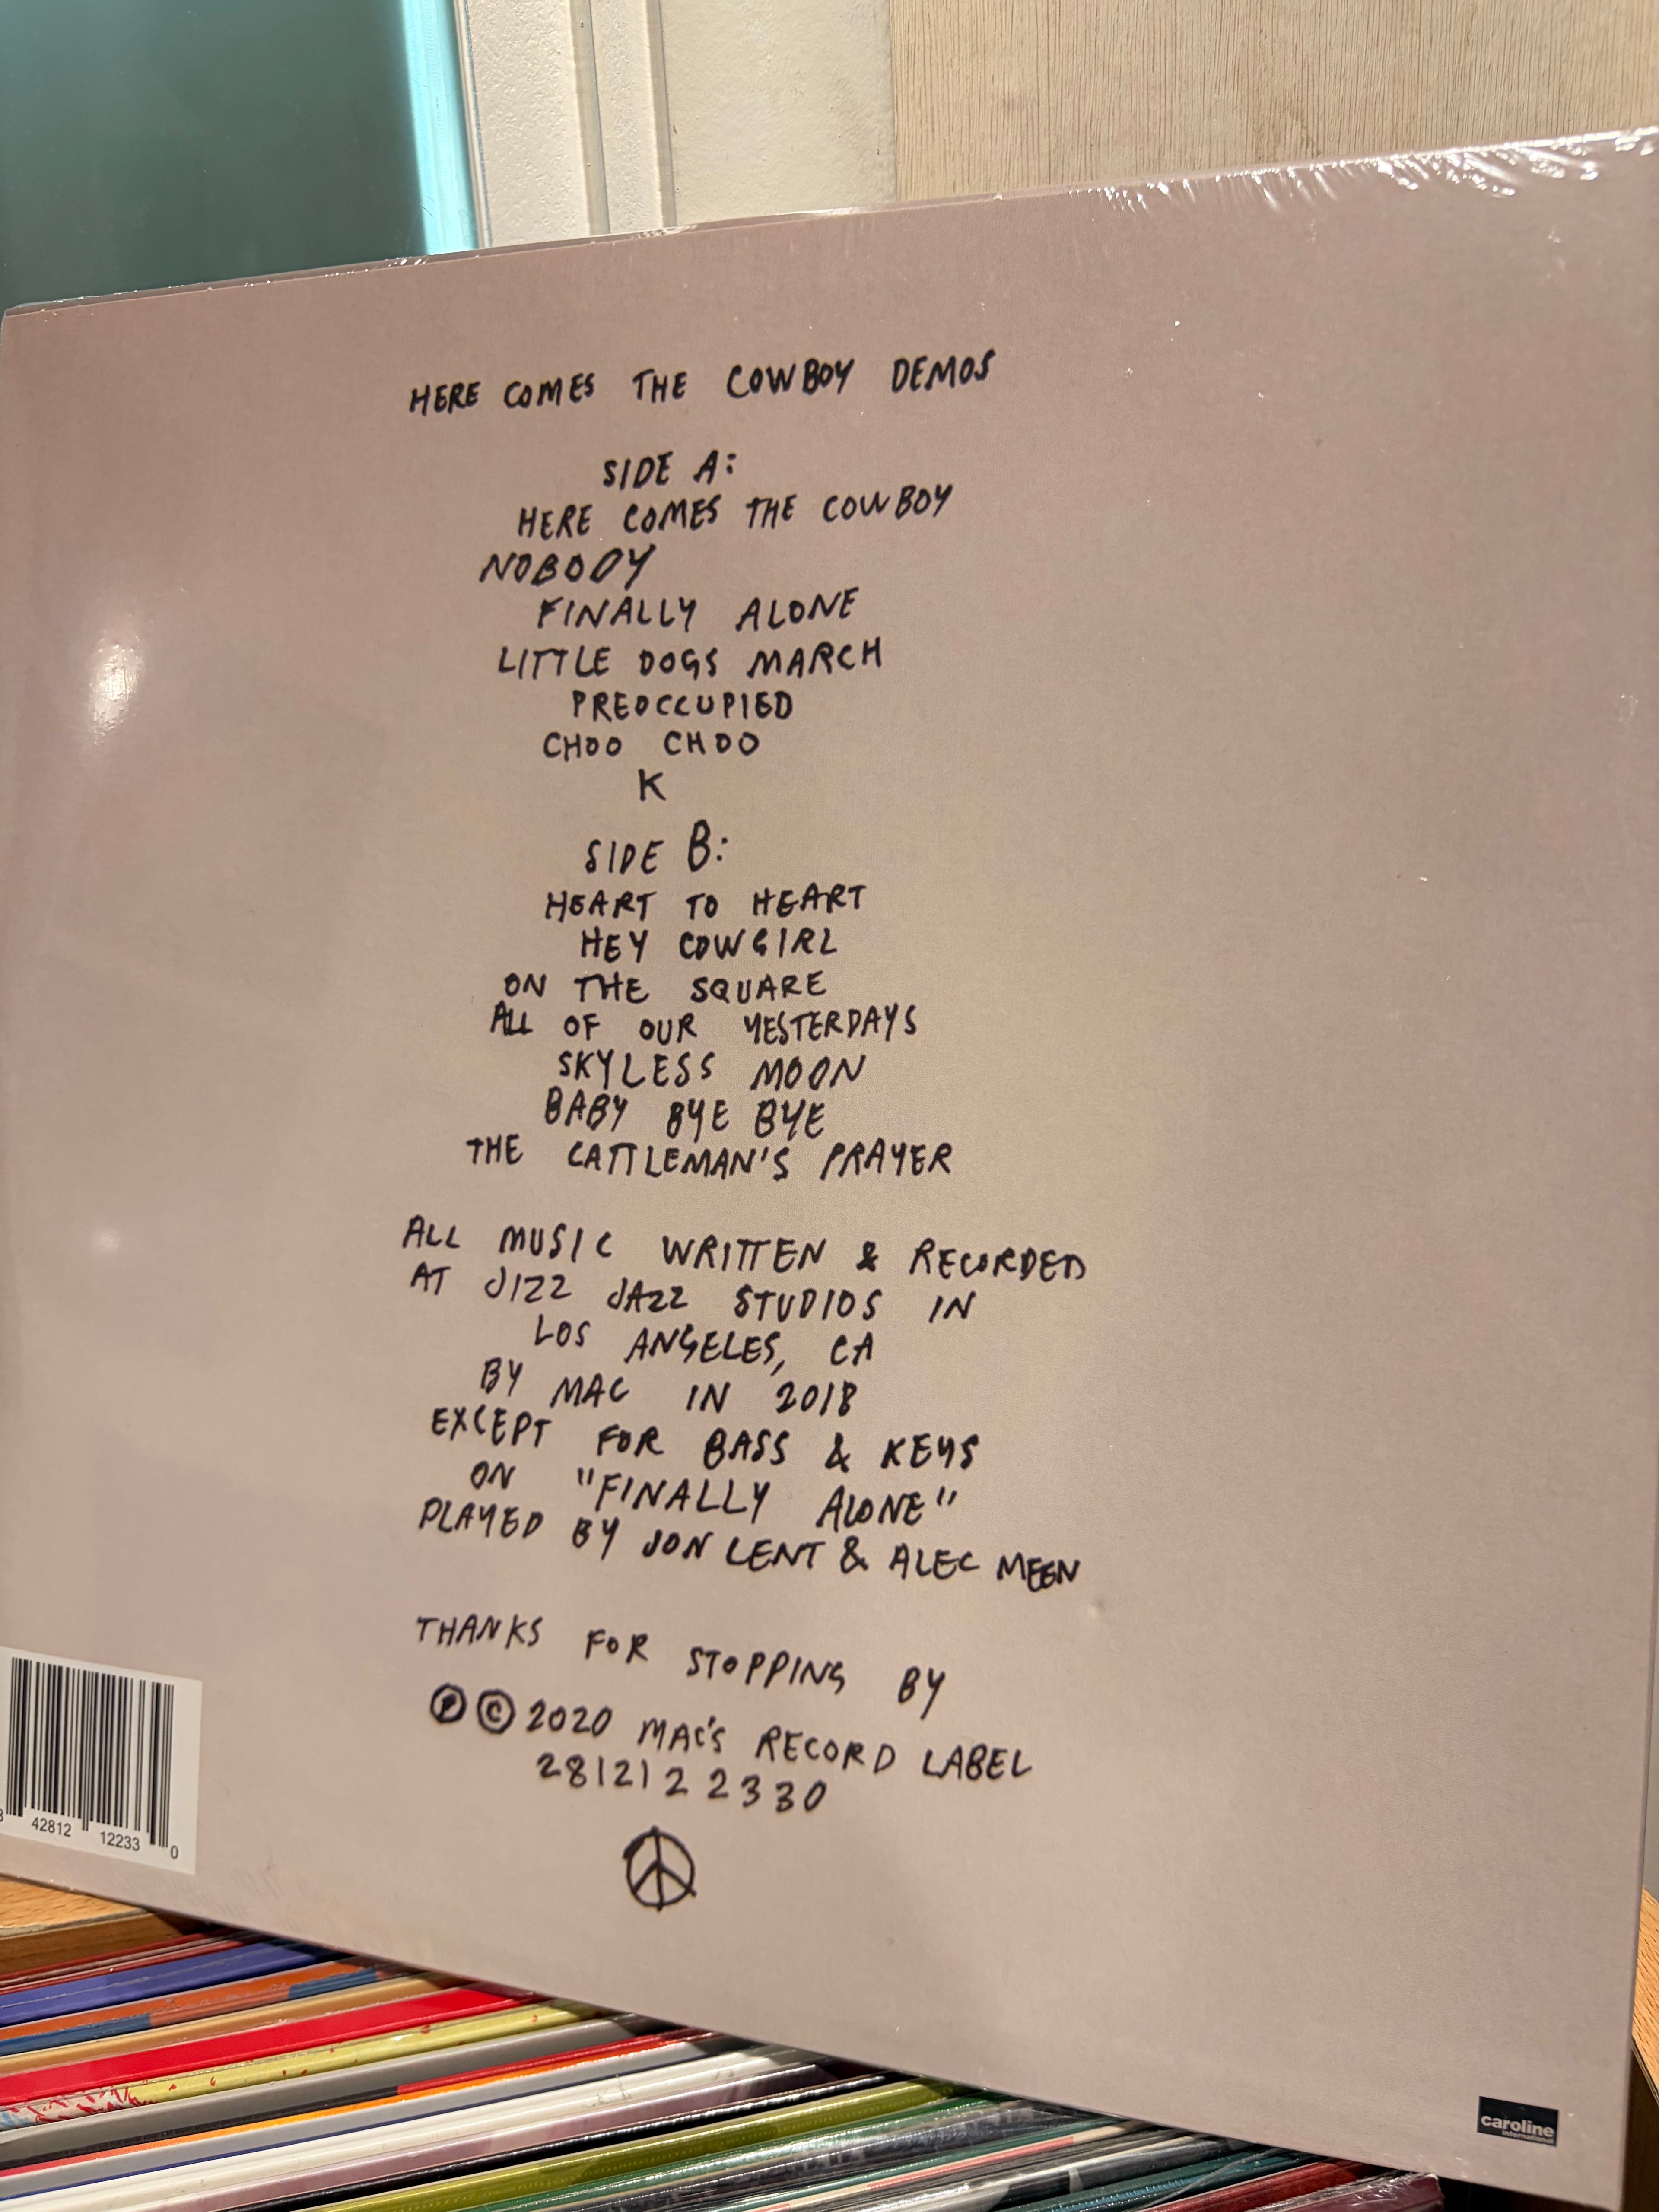 HERE COMES THE COWBOY DEMOS
SIDE A:
HERE COMES THE COWBOY
NOBODY
FINALLY ALONE
LITTLE DOGS MARCH
PREOCCUPIED
CHOO CHOO
K
SIDE B:
HEART TO HEART
HEY COWGIRL
ON THE SQUARE
ALL OF OUR YESTERDAYS
SKYLESS MOON
BABY BYE BYE
THE CATTLEMAN'S PRAYER
ALL MUSIC WRITTEN & RECORDED
AT JIZZ JAZZ STUDIOS IN
LOS ANGELES, CA
BY MAC IN 2018
EXCEPT FOR BASS & KEYS
ON "FINALLY ALONE"
PLAYED BY JON LENT & ALEC MEEN
THANKS FOR STOPPING BY
Ⓟ © 2020 MAC'S RECORD LABEL
2812122330
42812 12233 0
caroline
international